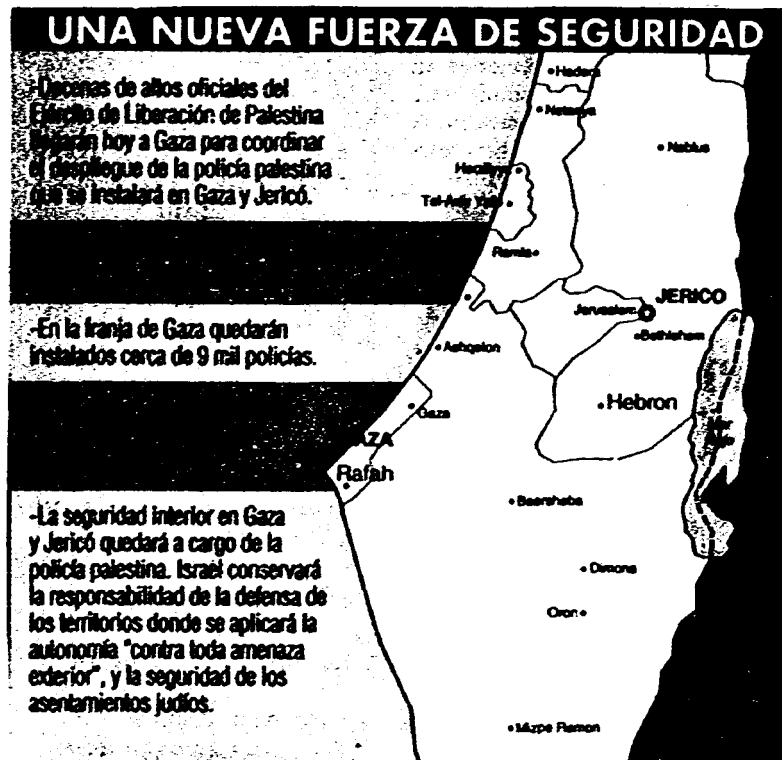 UNA NUEVA FUERZA DE SEGURIDAD
-Decenas de altos oficiales del
Ejército de Liberación de Palestina
llegarán hoy a Gaza para coordinar
el despliegue de la policía palestina
que se instalará en Gaza y Jericó.
-En la franja de Gaza quedarán
instalados cerca de 9 mil policías.
-La seguridad interior en Gaza
y Jericó quedará a cargo de la
policía palestina. Israel conservará
la responsabilidad de la defensa de
los territorios donde se aplicará la
autonomía "contra toda amenaza
exterior", y la seguridad de los
asentamientos judíos.
Hadera
Netanya
Nablus
Tel-Aviv
Ramla
JERICO
Jerusalem
Bethlehem
Ashqelon
Hebron
Gaza
AZA
Rafah
Beersheba
Dimona
Oron
Mizpe Ramon